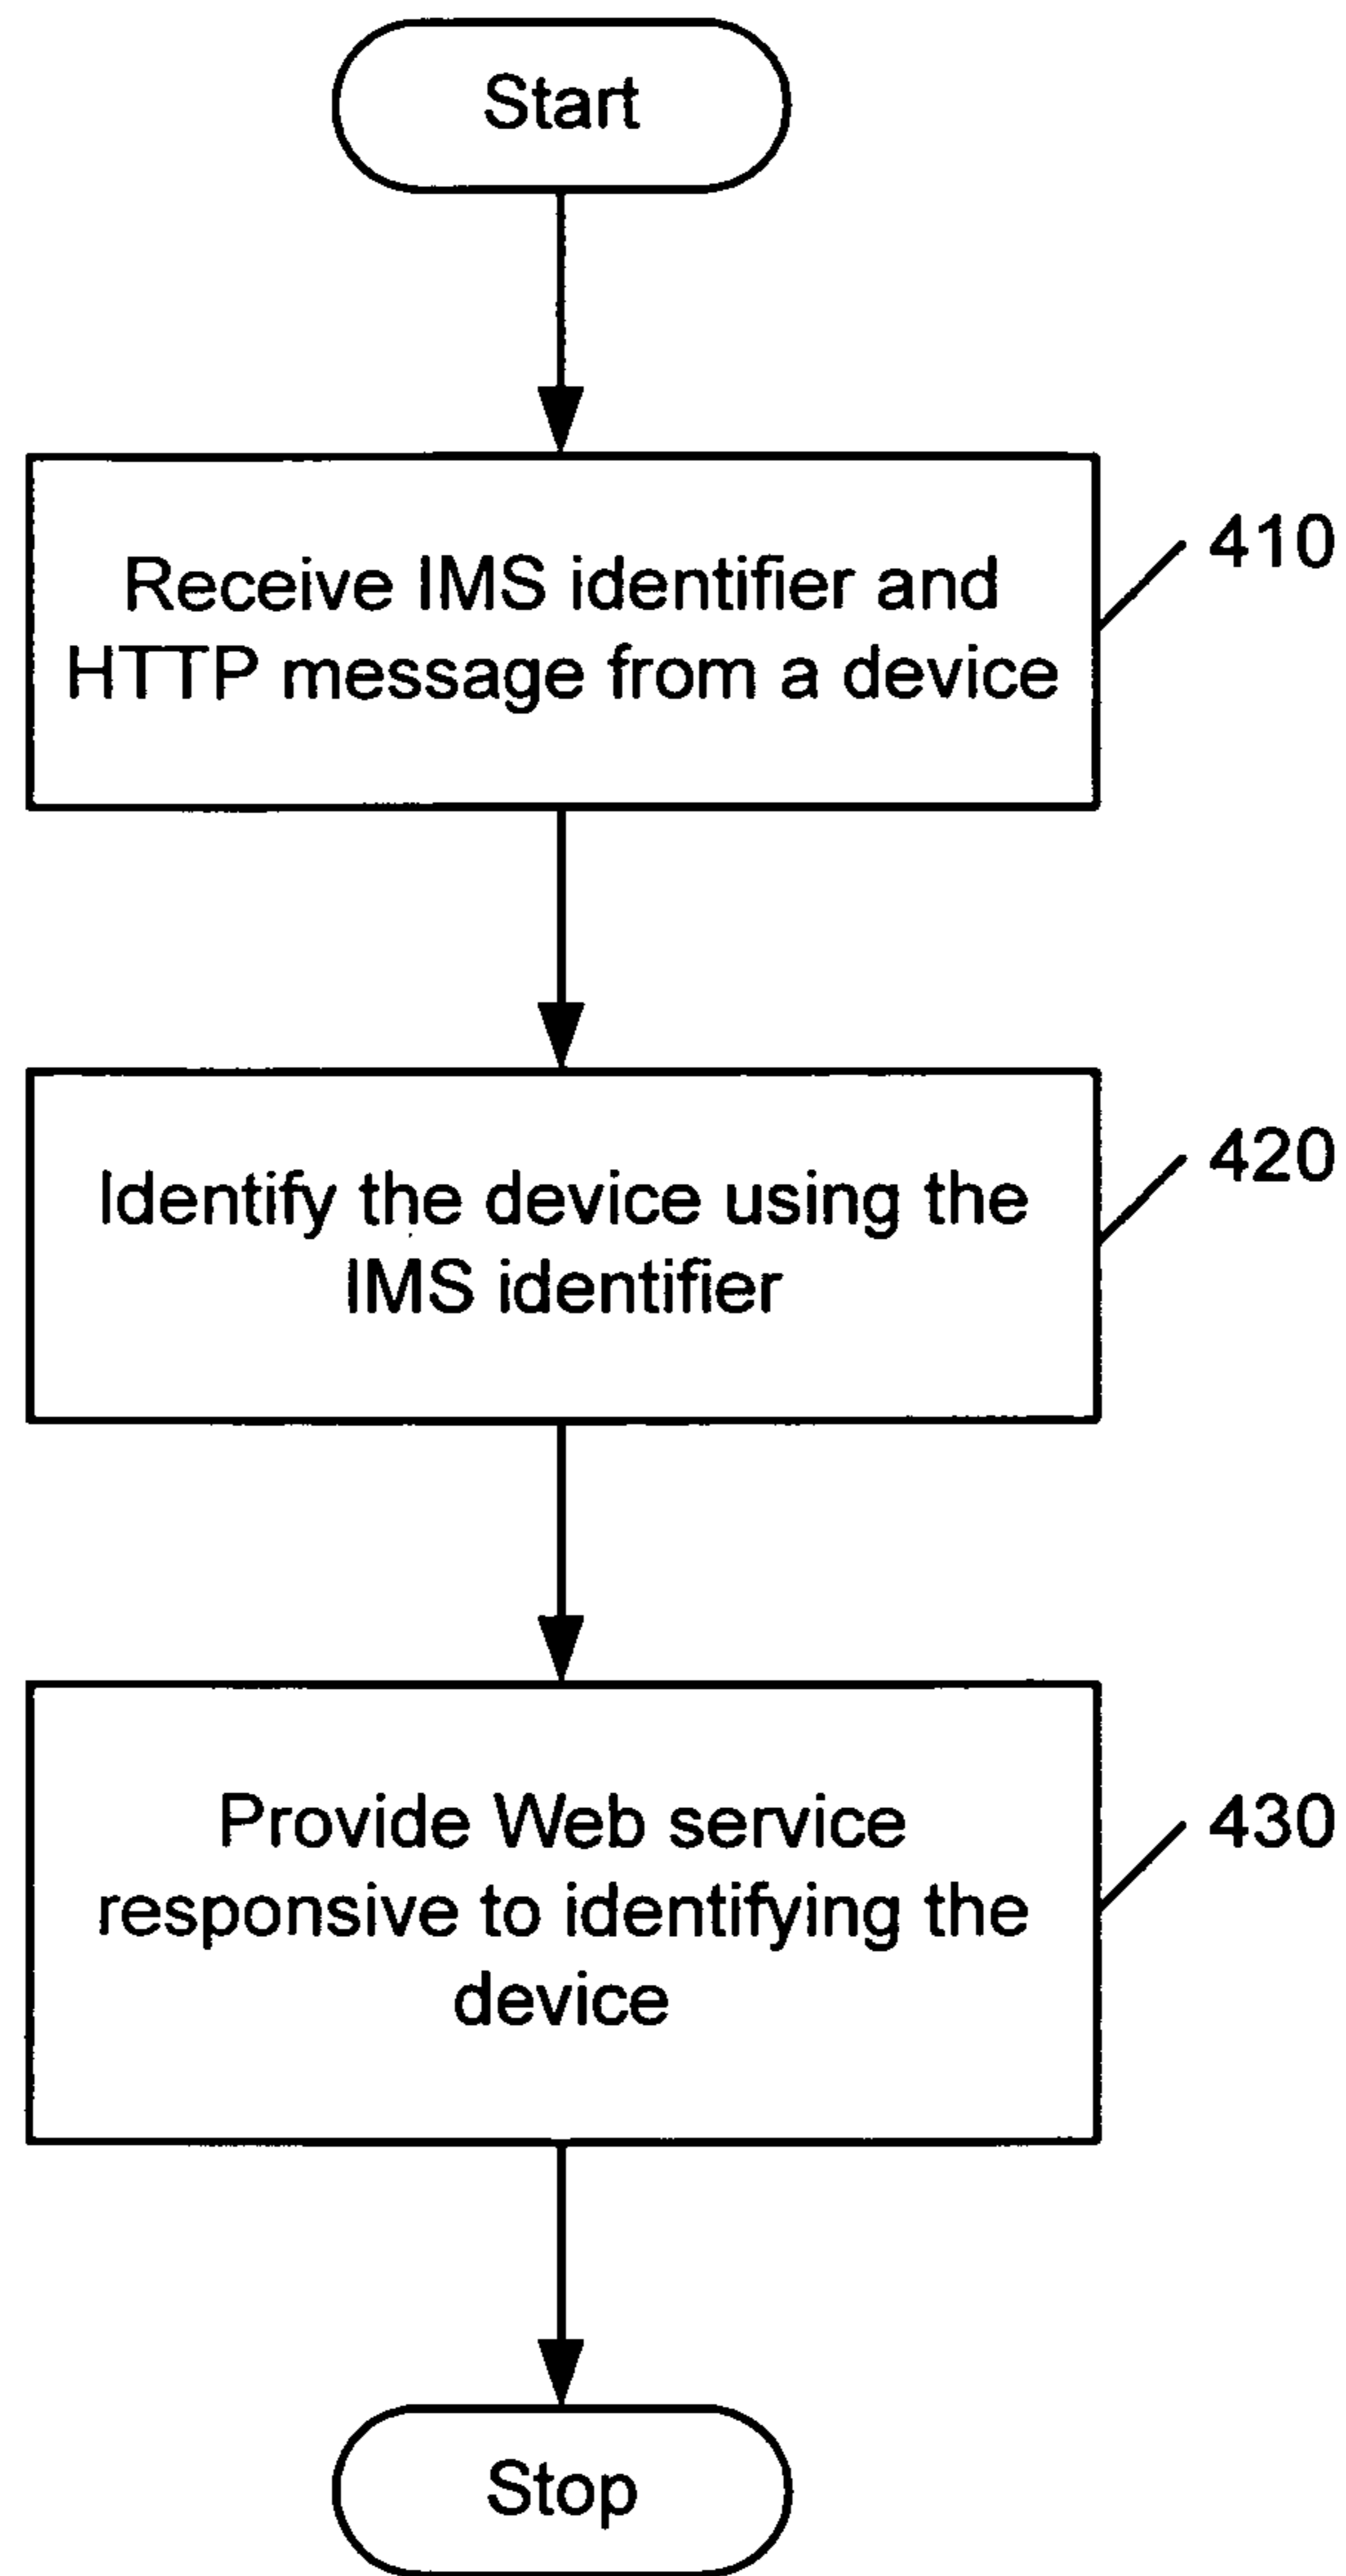 Start
Receive IMS identifier and
HTTP message from a device
410
Identify the device using the
IMS identifier
420
Provide Web service
responsive to identifying the
device
430
Stop